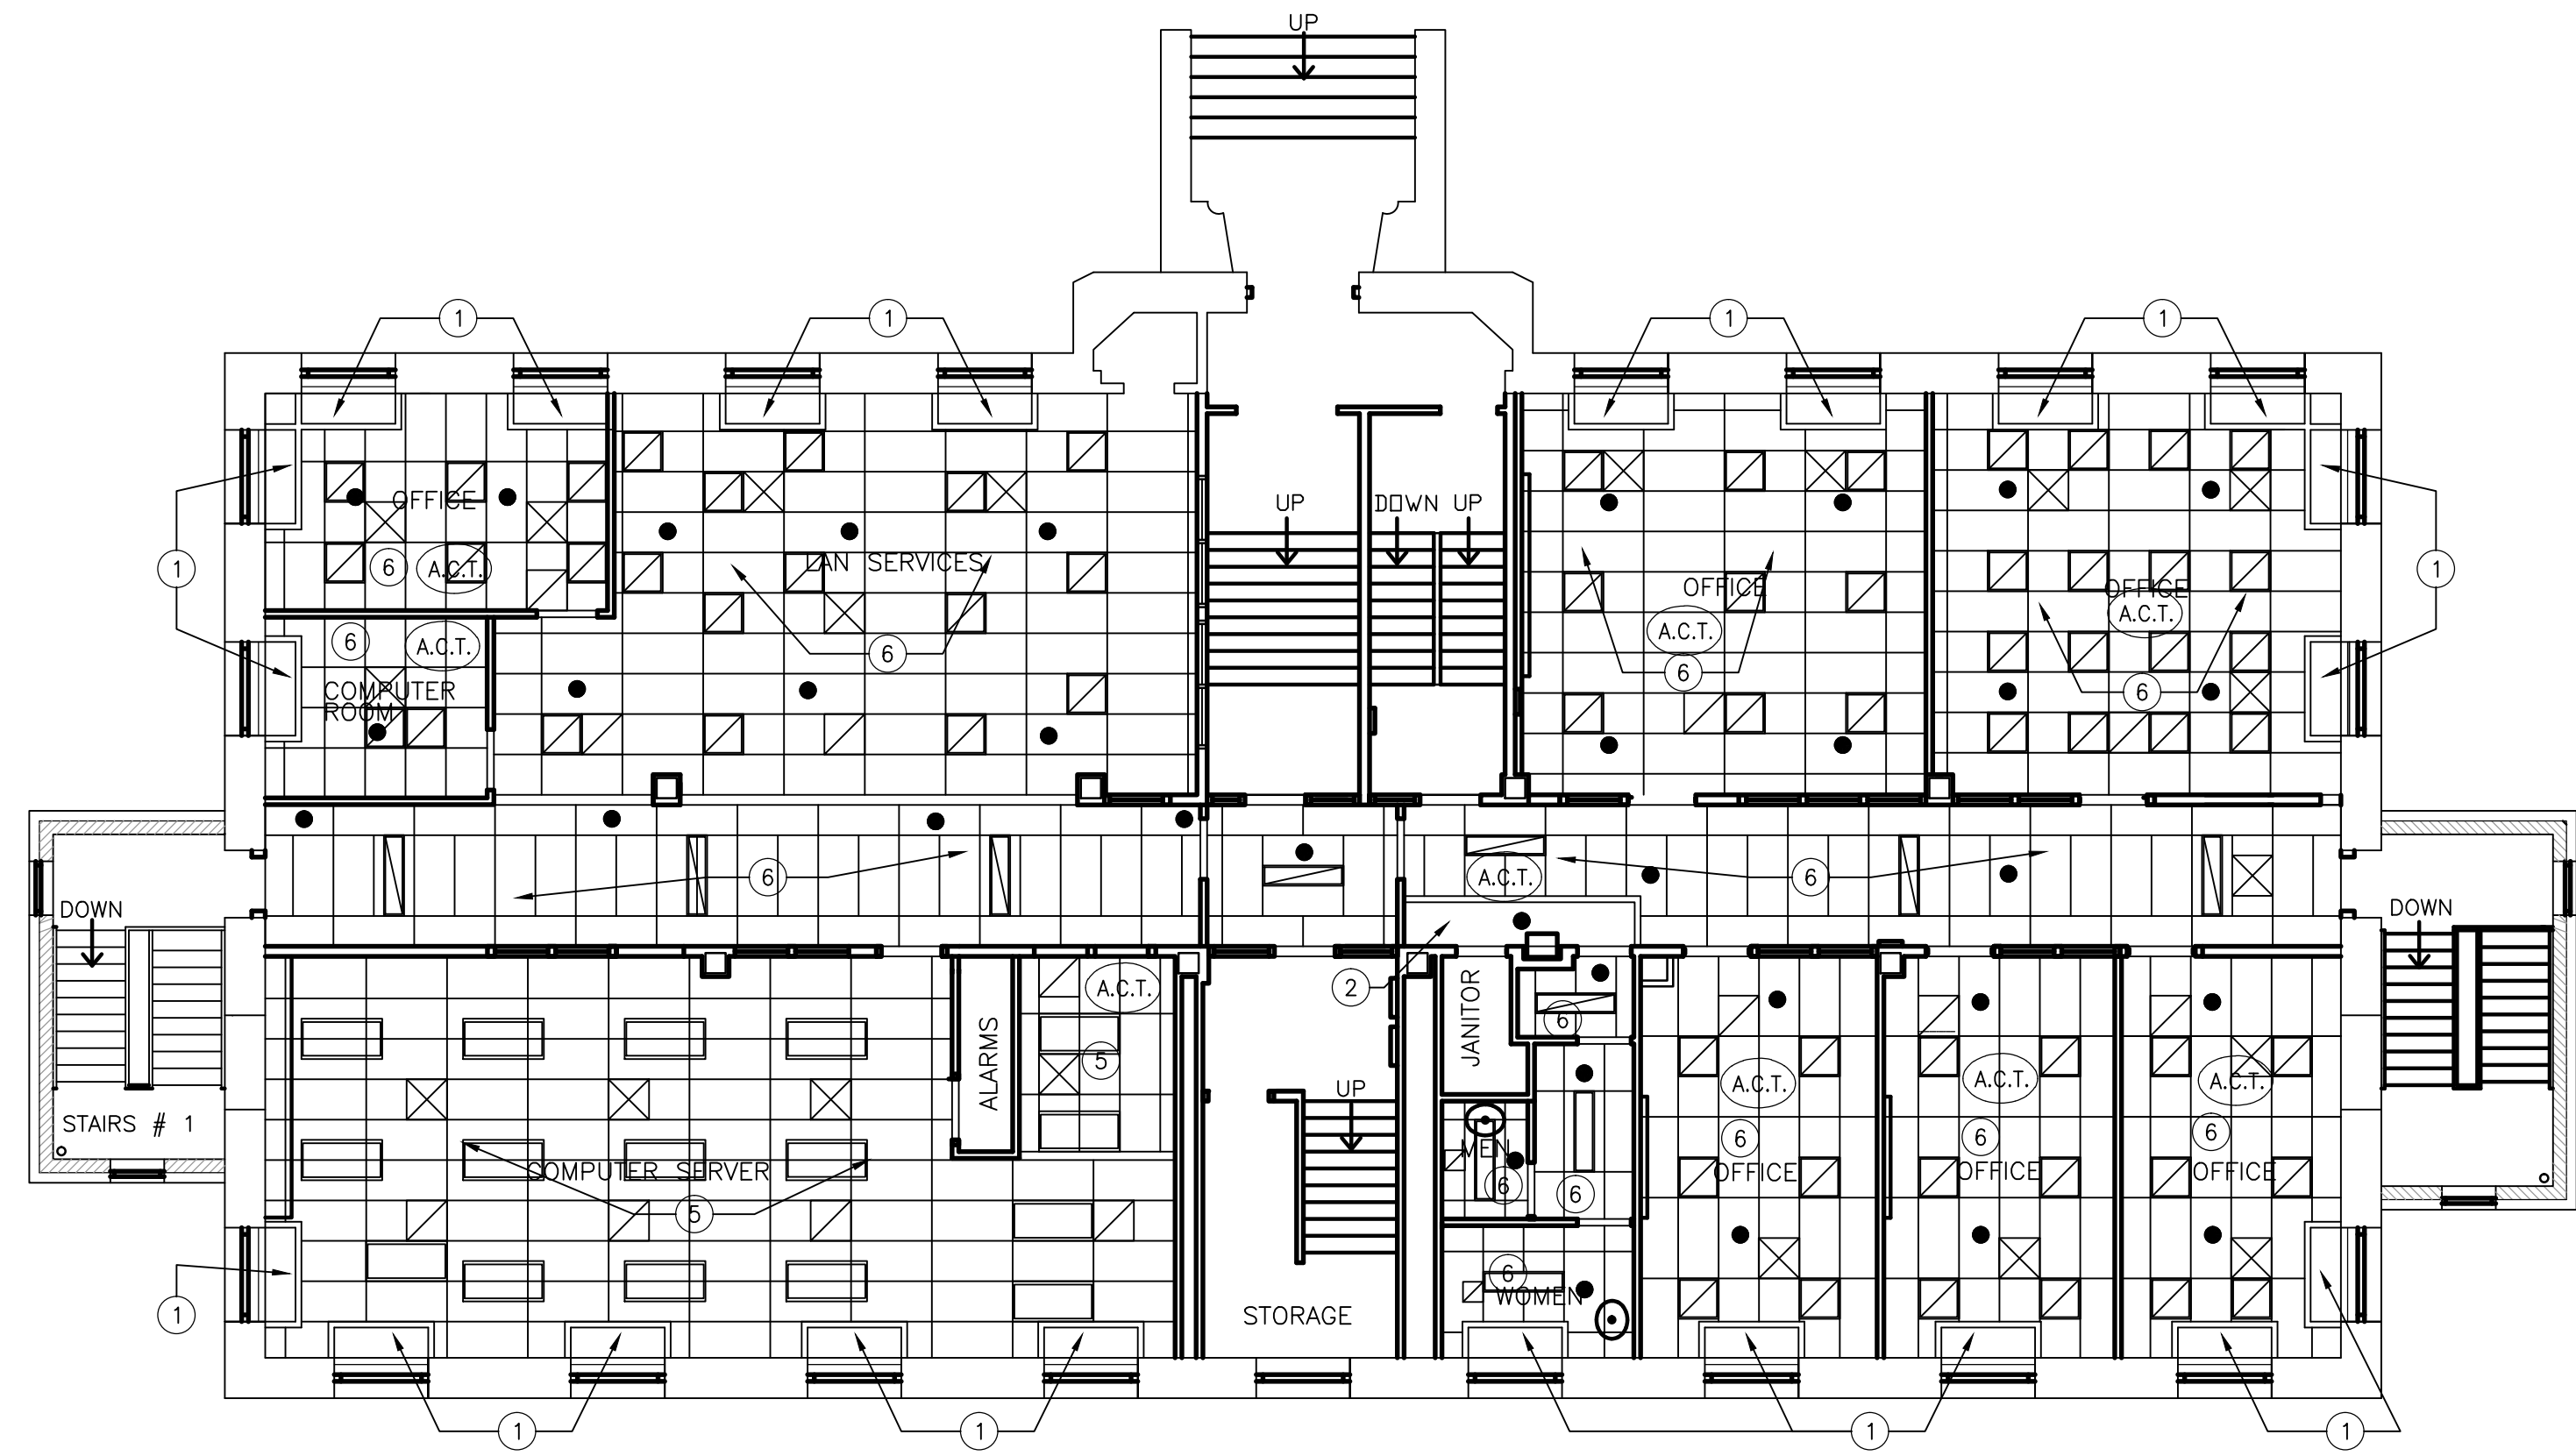 UP
1
1
1
1
UP
DOWN
UP
OFFICE
6
A.C.T.
LAN SERVICES
1
1
OFFICE
A.C.T.
6
OFFICE
A.C.T.
6
6
A.C.T.
COMPUTER
ROOM
6
6
A.C.T.
6
DOWN
DOWN
2
A.C.T.
5
ALARMS
JANITOR
6
UP
A.C.T.
A.C.T.
A.C.T.
STAIRS # 1
MEN
6
6
6
6
6
COMPUTER SERVER
5
OFFICE
OFFICE
OFFICE
6
WOMEN
STORAGE
1
1
1
1
1